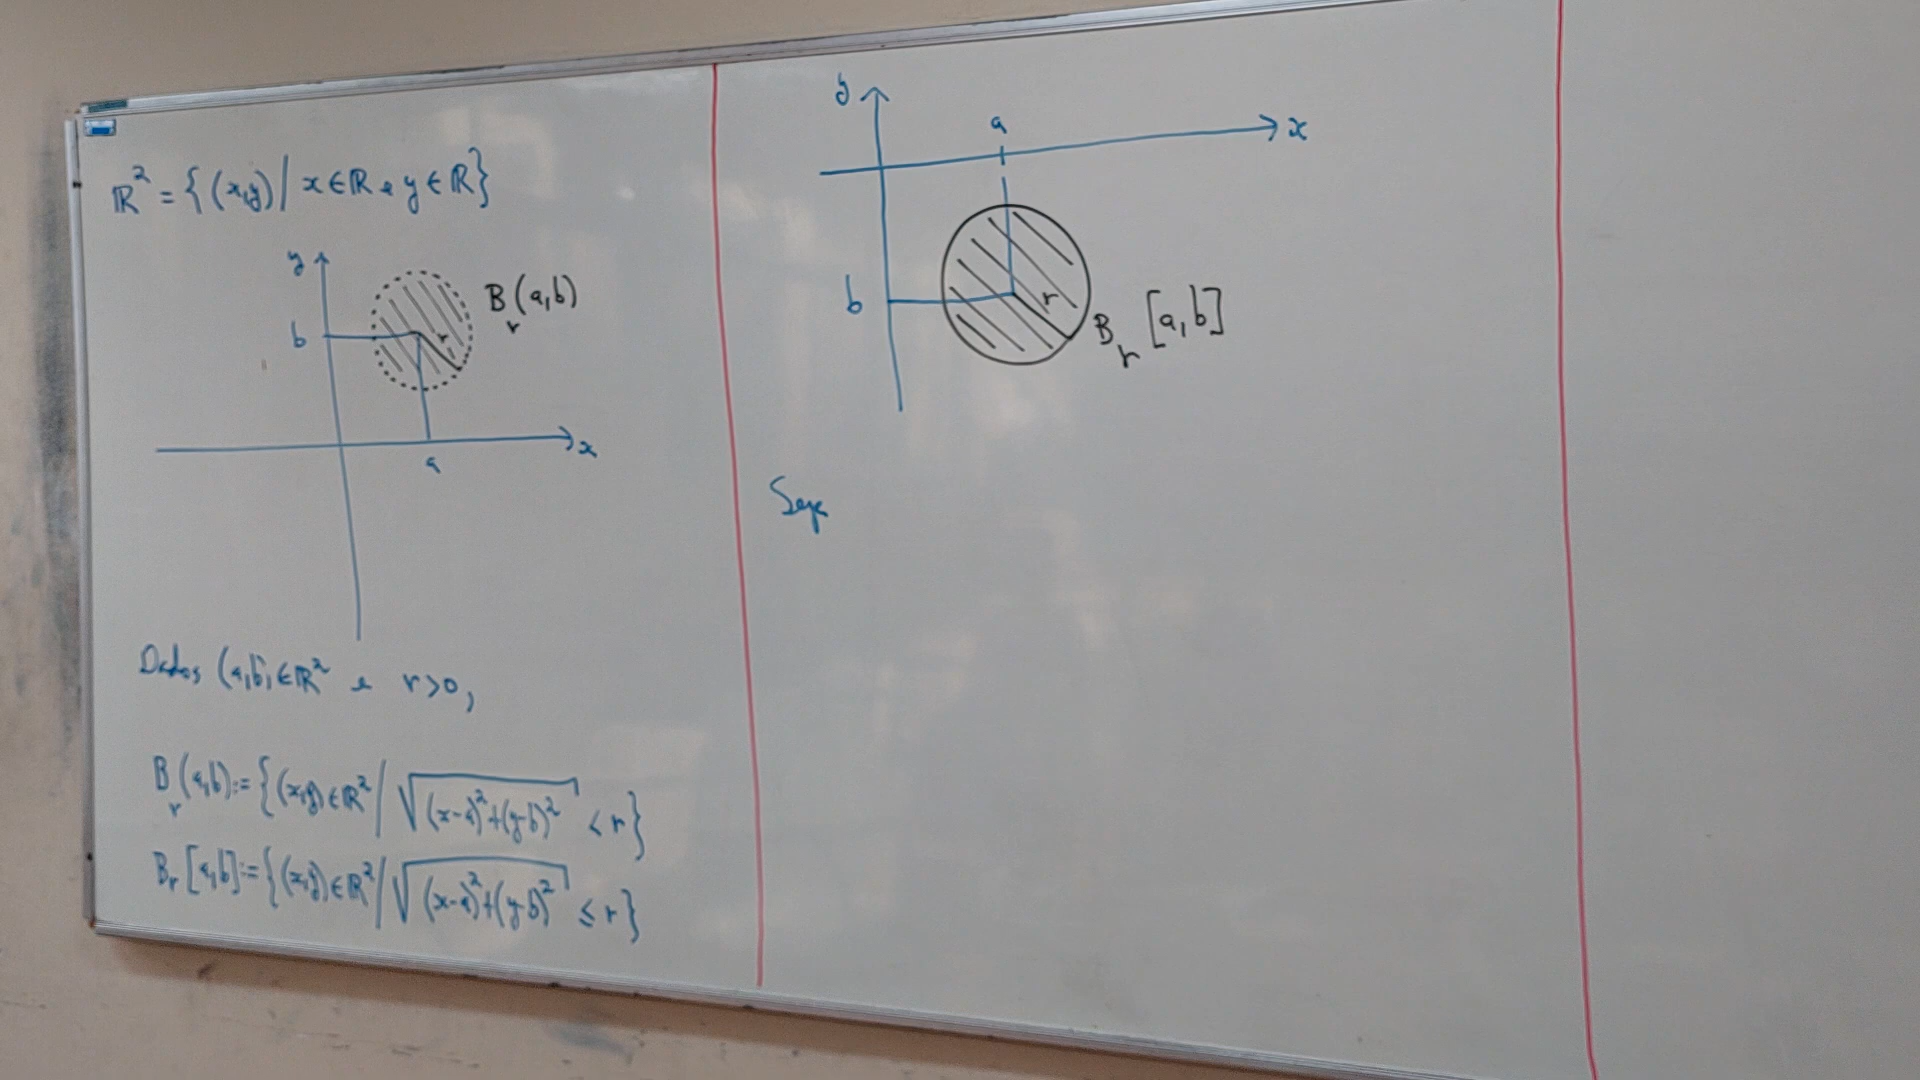 ℝ² = {(x,y) / x ∈ ℝ e y ∈ ℝ}
y
B_r(a,b)
b
r
x
a
Dados (a,b) ∈ ℝ² e r > 0,
B_r(a,b) := {(x,y) ∈ ℝ² / √((x-a)² + (y-b)²) < r}
B_r[a,b] := {(x,y) ∈ ℝ² / √((x-a)² + (y-b)²) ≤ r}
y
a
x
b
r
B_r[a,b]
Seja